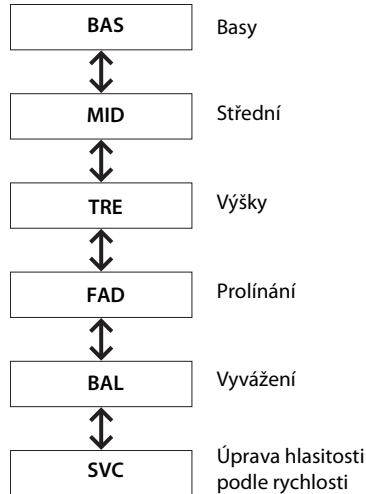 BAS Basy
MID Střední
TRE Výšky
FAD Prolínání
BAL Vyvážení
SVC Úprava hlasitosti
podle rychlosti